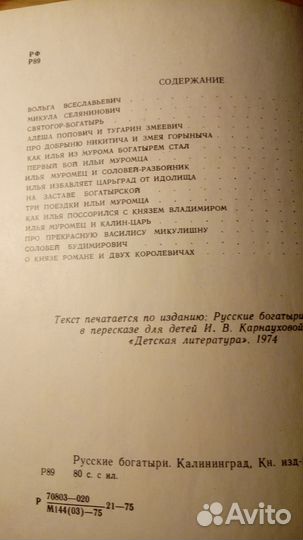 РФ
Р89
СОДЕРЖАНИЕ
ВОЛЬГА ВСЕСЛАВЬЕВИЧ
МИКУЛА СЕЛЯНИНОВИЧ
СВЯТОГОР-БОГАТЫРЬ
АЛЕША ПОПОВИЧ И ТУГАРИН ЗМЕЕВИЧ
ПРО ДОБРЫНЮ НИКИТИЧА И ЗМЕЯ ГОРЫНЫЧА
КАК ИЛЬЯ ИЗ МУРОМА БОГАТЫРЕМ СТАЛ
ПЕРВЫЙ БОЙ ИЛЬИ МУРОМЦА
ИЛЬЯ МУРОМЕЦ И СОЛОВЕЙ-РАЗБОЙНИК
ИЛЬЯ ИЗБАВЛЯЕТ ЦАРЬГРАД ОТ ИДОЛИЩА
НА ЗАСТАВЕ БОГАТЫРСКОЙ
ТРИ ПОЕЗДКИ ИЛЬИ МУРОМЦА
КАК ИЛЬЯ ПОССОРИЛСЯ С КНЯЗЕМ ВЛАДИМИРОМ
ИЛЬЯ МУРОМЕЦ И КАЛИН-ЦАРЬ
ПРО ПРЕКРАСНУЮ ВАСИЛИСУ МИКУЛИШНУ
СОЛОВЕЙ БУДИМИРОВИЧ
О КНЯЗЕ РОМАНЕ И ДВУХ КОРОЛЕВИЧАХ
Текст печатается по изданию: Русские богатыри
в пересказе для детей И. В. Карнауховой
«Детская литература». 1974
Русские богатыри. Калининград, Кн. изд-
Р89 80 с. с ил.
Р 70803—020
М144(03)—75 21—75
Avito